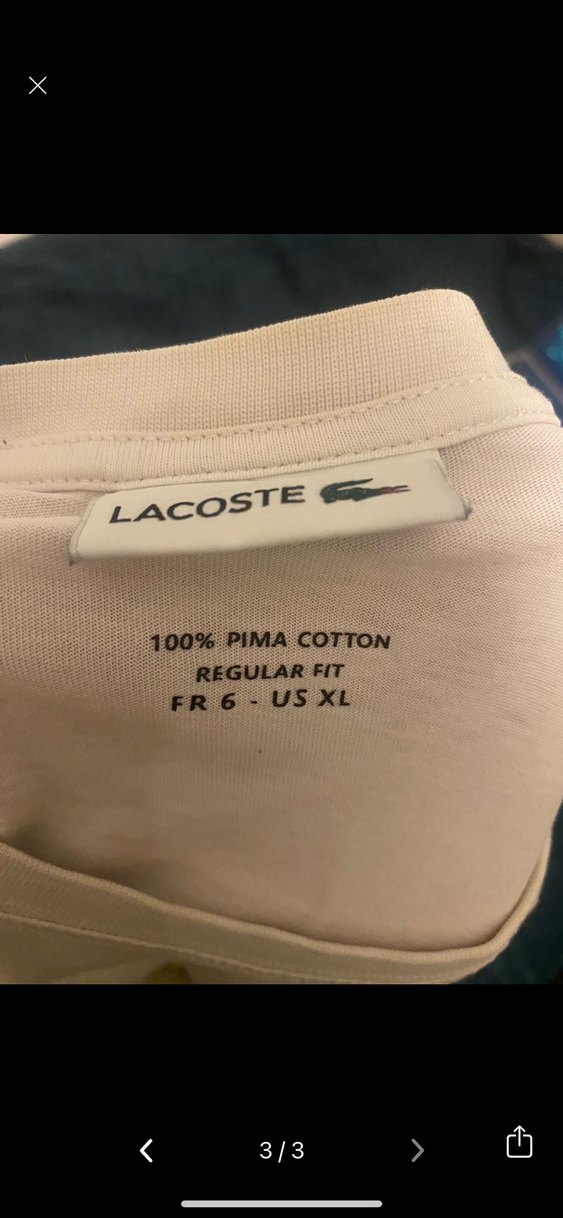 LACOSTE
100% PIMA COTTON
REGULAR FIT
FR 6 - US XL
3/3